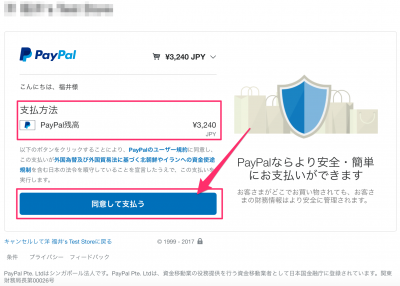 洋 福井's Test Store
PayPal
¥3,240 JPY
こんにちは、福井様
支払方法
PayPal残高
¥3,240
JPY
以下のボタンをクリックすることにより、PayPalのユーザー規約に同意し、
この支払いが外国為替及び外国貿易法に基づく北朝鮮やイランへの資金使途
規制を含む日本の法令を順守していることを宣言したうえで、この支払いを
実行します。
同意して支払う
PayPalならより安全・簡単
にお支払いができます
お客さまがどこでお買い物されても、お客さ
まの財務情報はより安全に管理されます。
キャンセルして洋 福井's Test Storeに戻る
© 1999 - 2017
条件 プライバシー フィードバック
PayPal Pte. Ltdはシンガポール法人です。PayPal Pte. Ltdは、資金移動業の役務提供を行う資金移動業者として日本国金融庁に登録されています。関東
財務局長第00026号